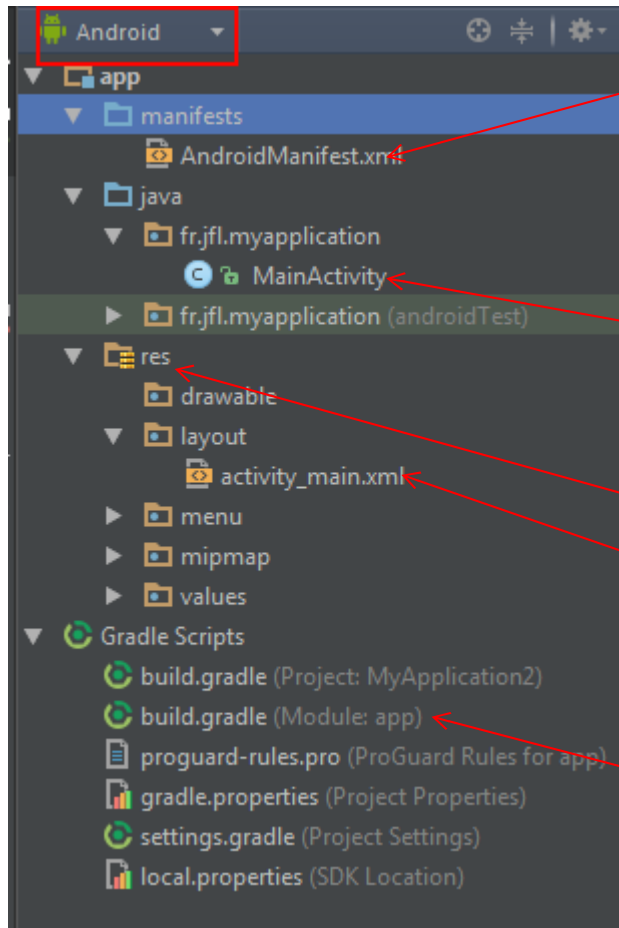 Android
app
manifests
AndroidManifest.xml
java
fr.jfl.myapplication
C MainActivity
fr.jfl.myapplication (androidTest)
res
drawable
layout
activity_main.xml
menu
mipmap
values
Gradle Scripts
build.gradle (Project: MyApplication2)
build.gradle (Module: app)
proguard-rules.pro (ProGuard Rules for app)
gradle.properties (Project Properties)
settings.gradle (Project Settings)
local.properties (SDK Location)